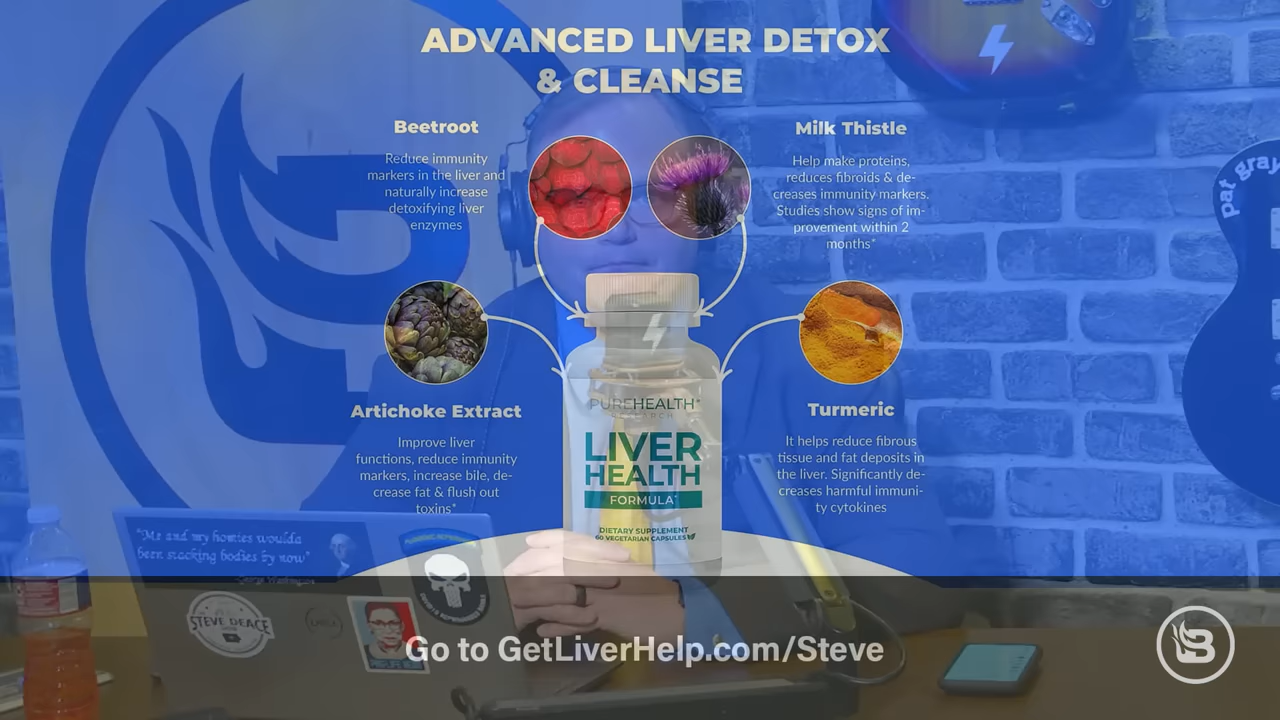 ADVANCED LIVER DETOX
& CLEANSE
Beetroot
Reduce immunity
markers in the liver and
naturally increase
detoxifying liver
enzymes
Milk Thistle
Help make proteins,
reduces fibroids & de-
creases immunity markers.
Studies show signs of im-
provement within 2
months*
Artichoke Extract
Improve liver
functions, reduce immunity
markers, increase bile, de-
crease fat & flush out
toxins*
Turmeric
It helps reduce fibrous
tissue and fat deposits in
the liver. Significantly de-
creases harmful immuni-
ty cytokines
PUREHEALTH
LIVER
HEALTH
FORMULA
DIETARY SUPPLEMENT
60 VEGETARIAN CAPSULES
pat gray
"Me and my homies woulda
been stacking bodies by now"
STEVE DEACE
Go to GetLiverHelp.com/Steve
B